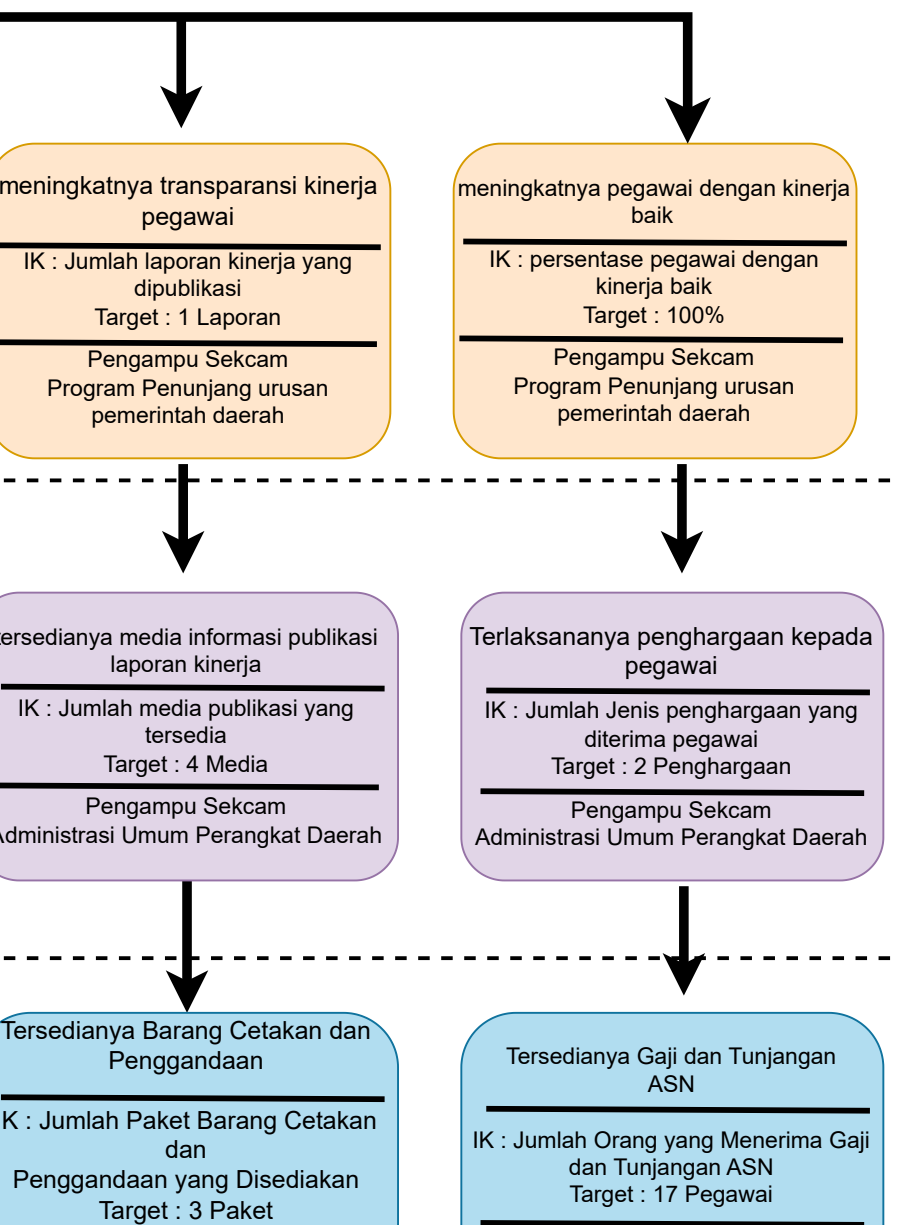 meningkatnya transparansi kinerja
pegawai
IK : Jumlah laporan kinerja yang
dipublikasi
Target : 1 Laporan
Pengampu Sekcam
Program Penunjang urusan
pemerintah daerah
meningkatnya pegawai dengan kinerja
baik
IK : persentase pegawai dengan
kinerja baik
Target : 100%
Pengampu Sekcam
Program Penunjang urusan
pemerintah daerah
tersedianya media informasi publikasi
laporan kinerja
IK : Jumlah media publikasi yang
tersedia
Target : 4 Media
Pengampu Sekcam
Administrasi Umum Perangkat Daerah
Terlaksananya penghargaan kepada
pegawai
IK : Jumlah Jenis penghargaan yang
diterima pegawai
Target : 2 Penghargaan
Pengampu Sekcam
Administrasi Umum Perangkat Daerah
Tersedianya Barang Cetakan dan
Penggandaan
IK : Jumlah Paket Barang Cetakan
dan
Penggandaan yang Disediakan
Target : 3 Paket
Tersedianya Gaji dan Tunjangan
ASN
IK : Jumlah Orang yang Menerima Gaji
dan Tunjangan ASN
Target : 17 Pegawai